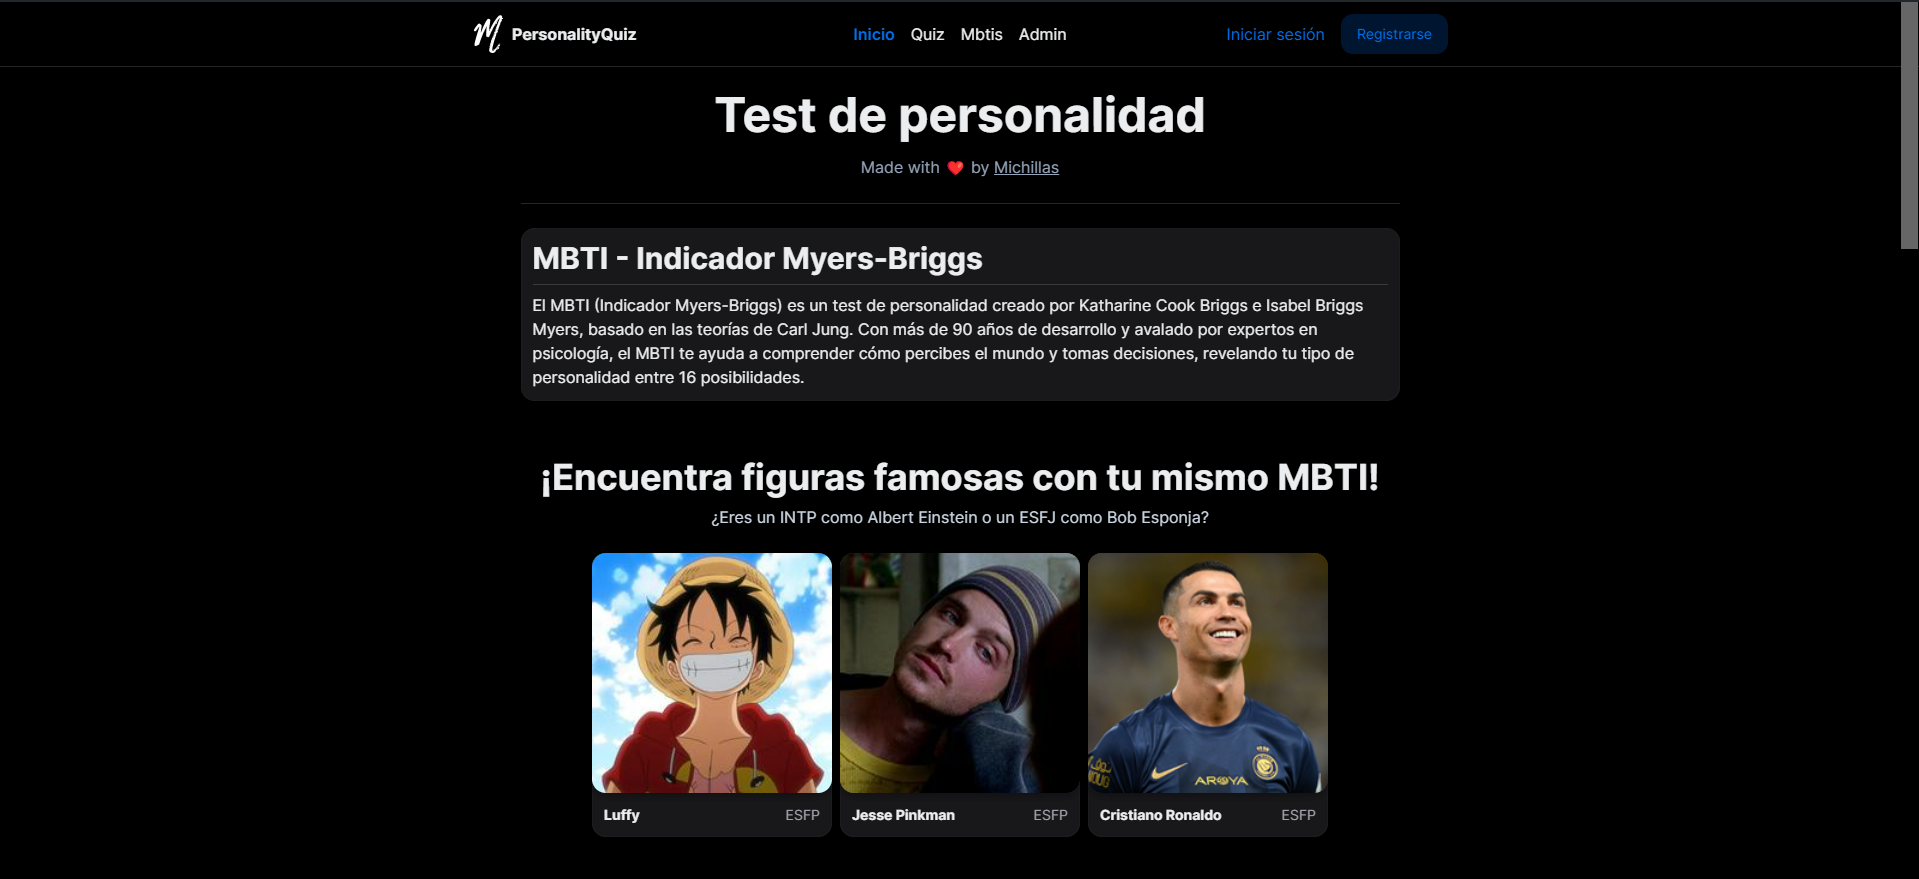 M PersonalityQuiz Inicio Quiz Mbtis Admin Iniciar sesión Registrarse
Test de personalidad
Made with ❤️ by Michillas
MBTI - Indicador Myers-Briggs
El MBTI (Indicador Myers-Briggs) es un test de personalidad creado por Katharine Cook Briggs e Isabel Briggs
Myers, basado en las teorías de Carl Jung. Con más de 90 años de desarrollo y avalado por expertos en
psicología, el MBTI te ayuda a comprender cómo percibes el mundo y tomas decisiones, revelando tu tipo de
personalidad entre 16 posibilidades.
¡Encuentra figuras famosas con tu mismo MBTI!
¿Eres un INTP como Albert Einstein o un ESFJ como Bob Esponja?
AROYA
Luffy ESFP
Jesse Pinkman ESFP
Cristiano Ronaldo ESFP